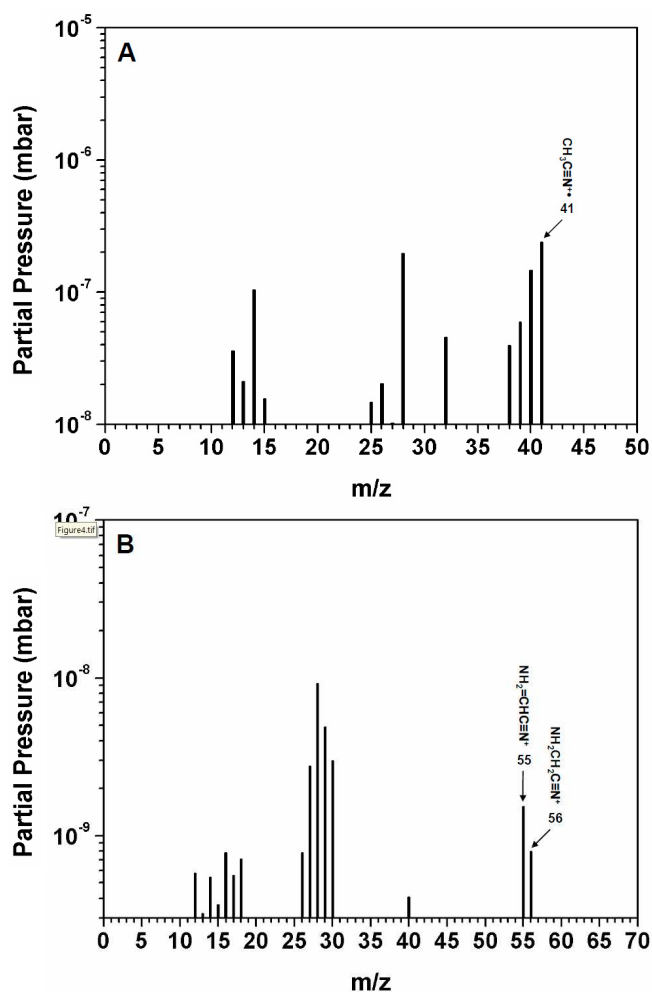 A
Partial Pressure (mbar)
10⁻⁵
10⁻⁶
10⁻⁷
10⁻⁸
CH₃C≡N⁺•
41
0 5 10 15 20 25 30 35 40 45 50
m/z
B
Partial Pressure (mbar)
10⁻⁷
Figure4.tif
10⁻⁸
10⁻⁹
NH₂=CHC≡N⁺
55
NH₂CH₂C≡N⁺
56
0 5 10 15 20 25 30 35 40 45 50 55 60 65 70
m/z